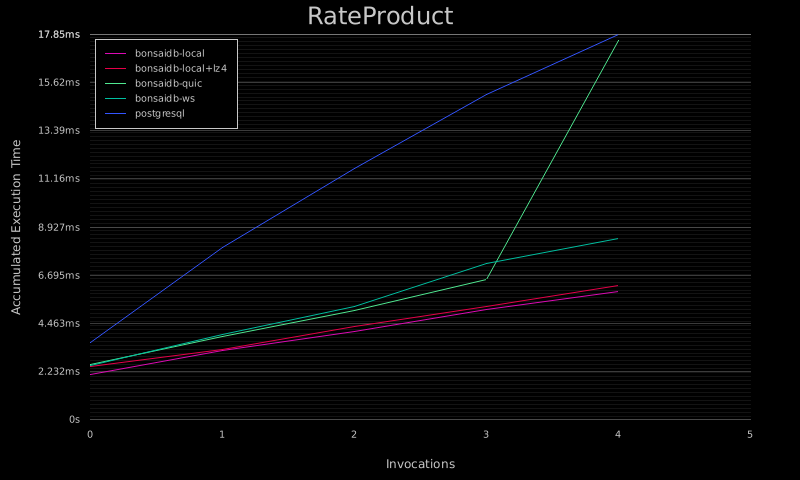 RateProduct
17.85ms
15.62ms
13.39ms
11.16ms
8.927ms
6.695ms
4.463ms
2.232ms
0s
Accumulated Execution Time
bonsaidb-local
bonsaidb-local+lz4
bonsaidb-quic
bonsaidb-ws
postgresql
0 1 2 3 4 5
Invocations